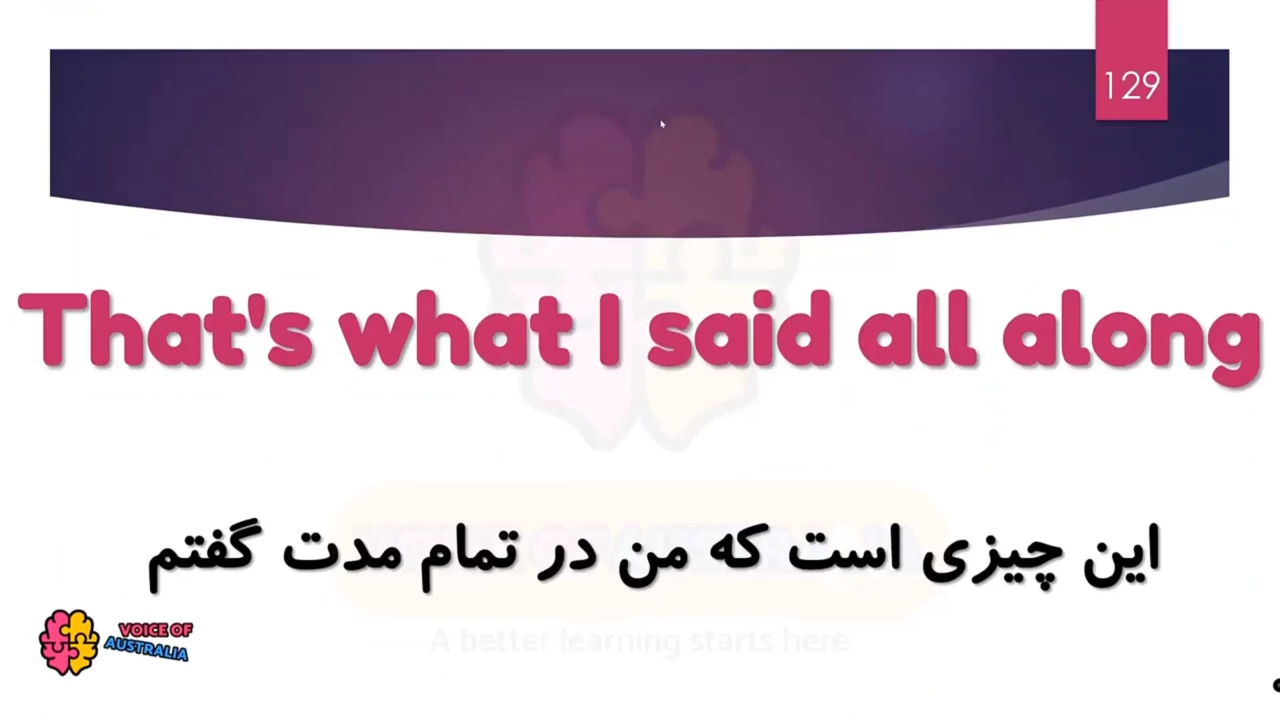 129
That's what I said all along
این چیزی است که من در تمام مدت گفتم
VOICE OF
AUSTRALIA
A better learning starts here